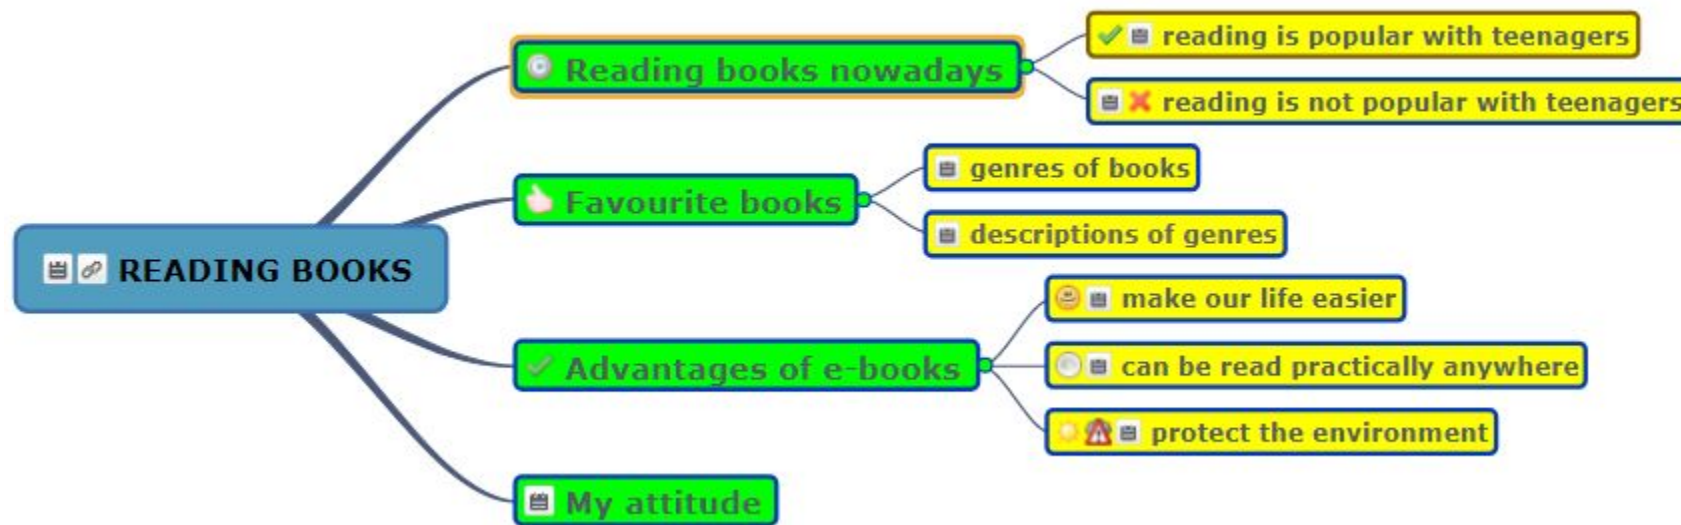 READING BOOKS
Reading books nowadays
reading is popular with teenagers
reading is not popular with teenagers
Favourite books
genres of books
descriptions of genres
Advantages of e-books
make our life easier
can be read practically anywhere
protect the environment
My attitude